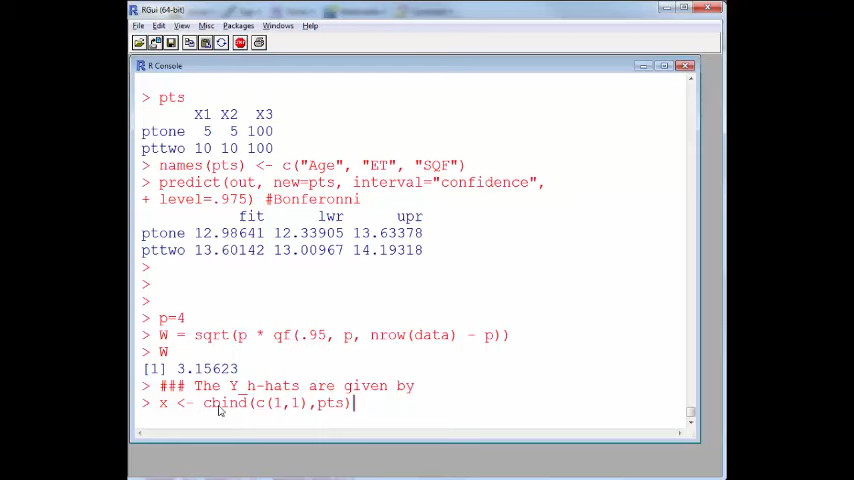 RGui (64-bit)
File Edit View Misc Packages Windows Help
R Console
> pts
X1 X2 X3
ptone 5 5 100
pttwo 10 10 100
> names(pts) <- c("Age", "ET", "SQF")
> predict(out, new=pts, interval="confidence",
+ level=.975) #Bonferonni
fit lwr upr
ptone 12.98641 12.33905 13.63378
pttwo 13.60142 13.00967 14.19318
>
>
>
> p=4
> W = sqrt(p * qf(.95, p, nrow(data) - p))
> W
[1] 3.15623
> ### The Y_h-hats are given by
> x <- cbind(c(1,1),pts)